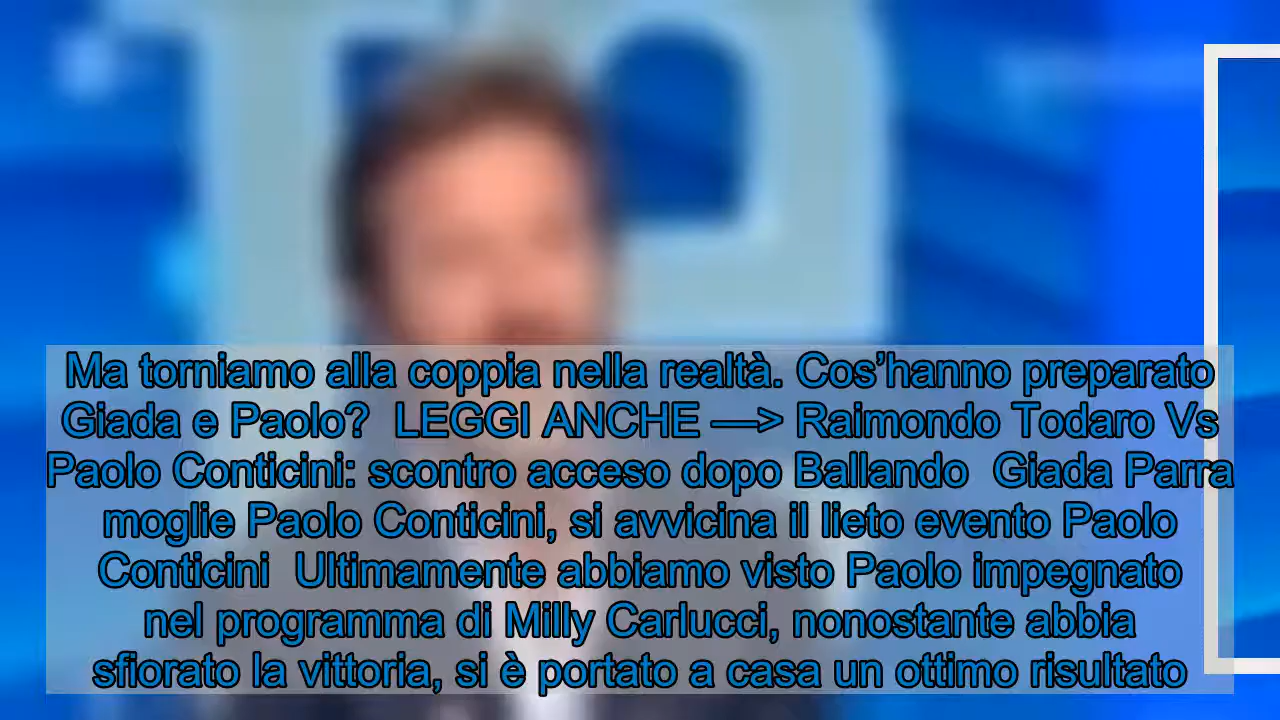 Ma torniamo alla coppia nella realtà. Cos’hanno preparato
Giada e Paolo?  LEGGI ANCHE —> Raimondo Todaro Vs
Paolo Conticini: scontro acceso dopo Ballando  Giada Parra
moglie Paolo Conticini, si avvicina il lieto evento Paolo
Conticini  Ultimamente abbiamo visto Paolo impegnato
nel programma di Milly Carlucci, nonostante abbia
sfiorato la vittoria, si è portato a casa un ottimo risultato